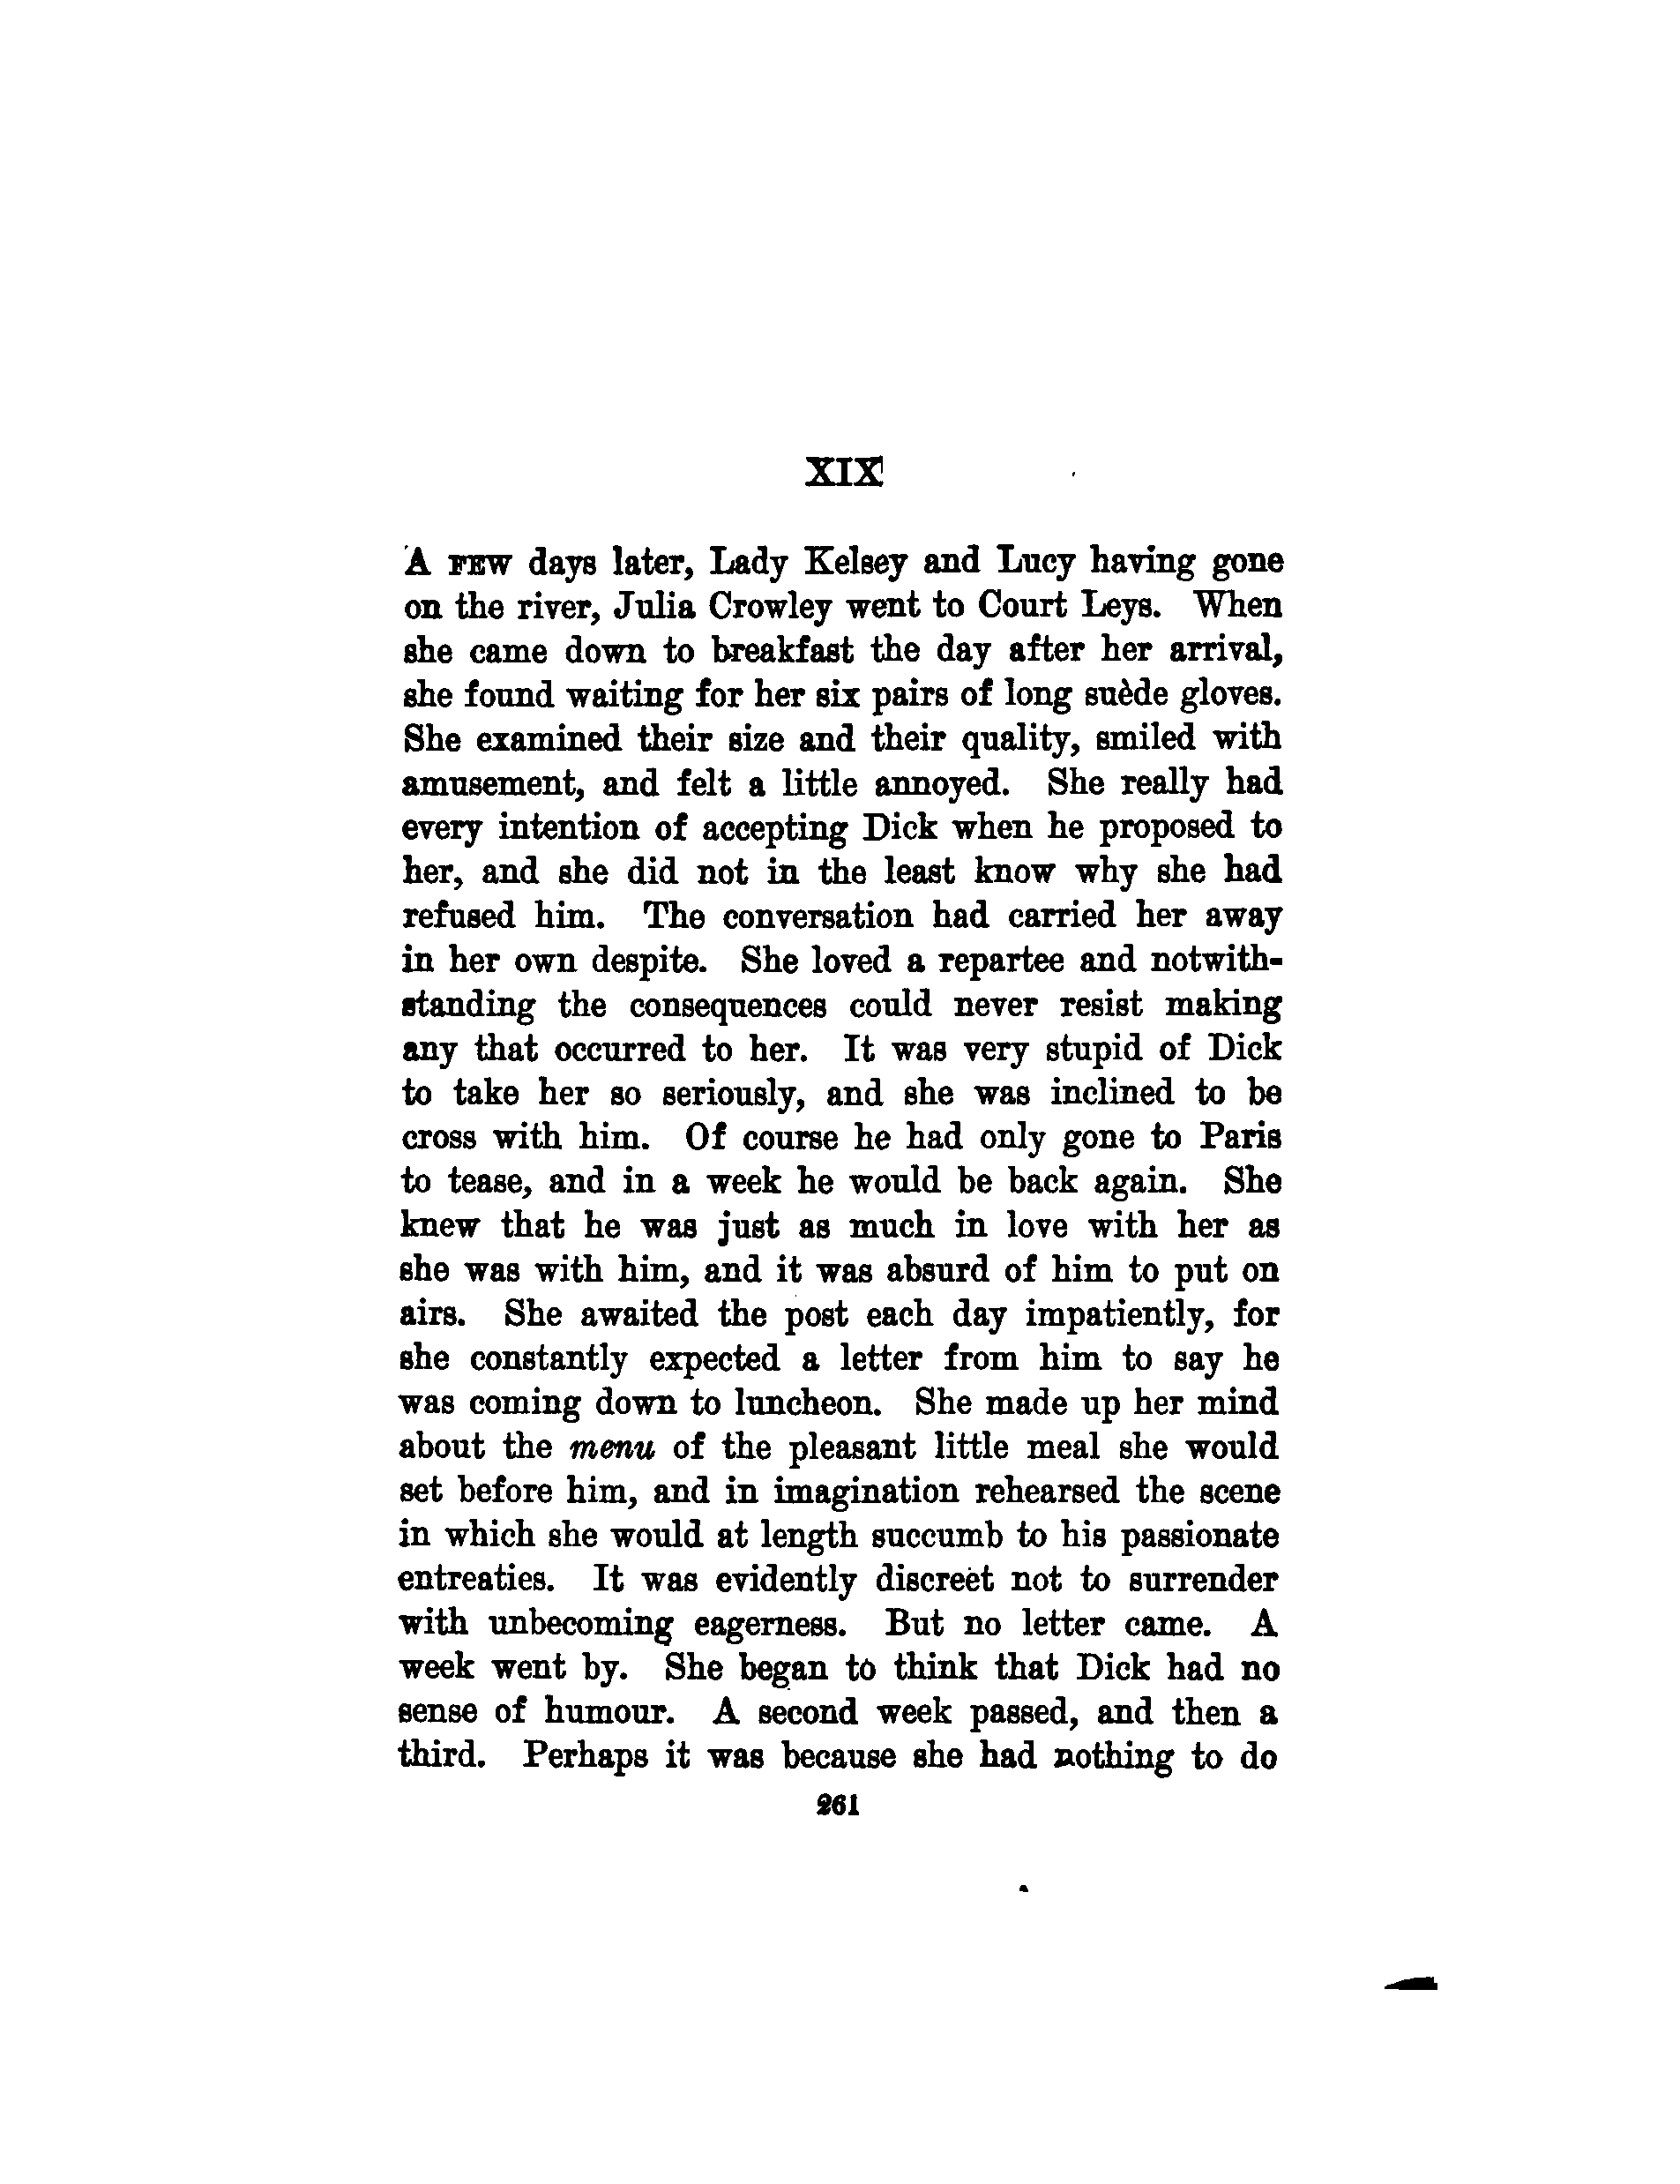 XIX
A FEW days later, Lady Kelsey and Lucy having gone
on the river, Julia Crowley went to Court Leys. When
she came down to breakfast the day after her arrival,
she found waiting for her six pairs of long suède gloves.
She examined their size and their quality, smiled with
amusement, and felt a little annoyed. She really had
every intention of accepting Dick when he proposed to
her, and she did not in the least know why she had
refused him. The conversation had carried her away
in her own despite. She loved a repartee and notwith-
standing the consequences could never resist making
any that occurred to her. It was very stupid of Dick
to take her so seriously, and she was inclined to be
cross with him. Of course he had only gone to Paris
to tease, and in a week he would be back again. She
knew that he was just as much in love with her as
she was with him, and it was absurd of him to put on
airs. She awaited the post each day impatiently, for
she constantly expected a letter from him to say he
was coming down to luncheon. She made up her mind
about the menu of the pleasant little meal she would
set before him, and in imagination rehearsed the scene
in which she would at length succumb to his passionate
entreaties. It was evidently discreet not to surrender
with unbecoming eagerness. But no letter came. A
week went by. She began to think that Dick had no
sense of humour. A second week passed, and then a
third. Perhaps it was because she had nothing to do
261